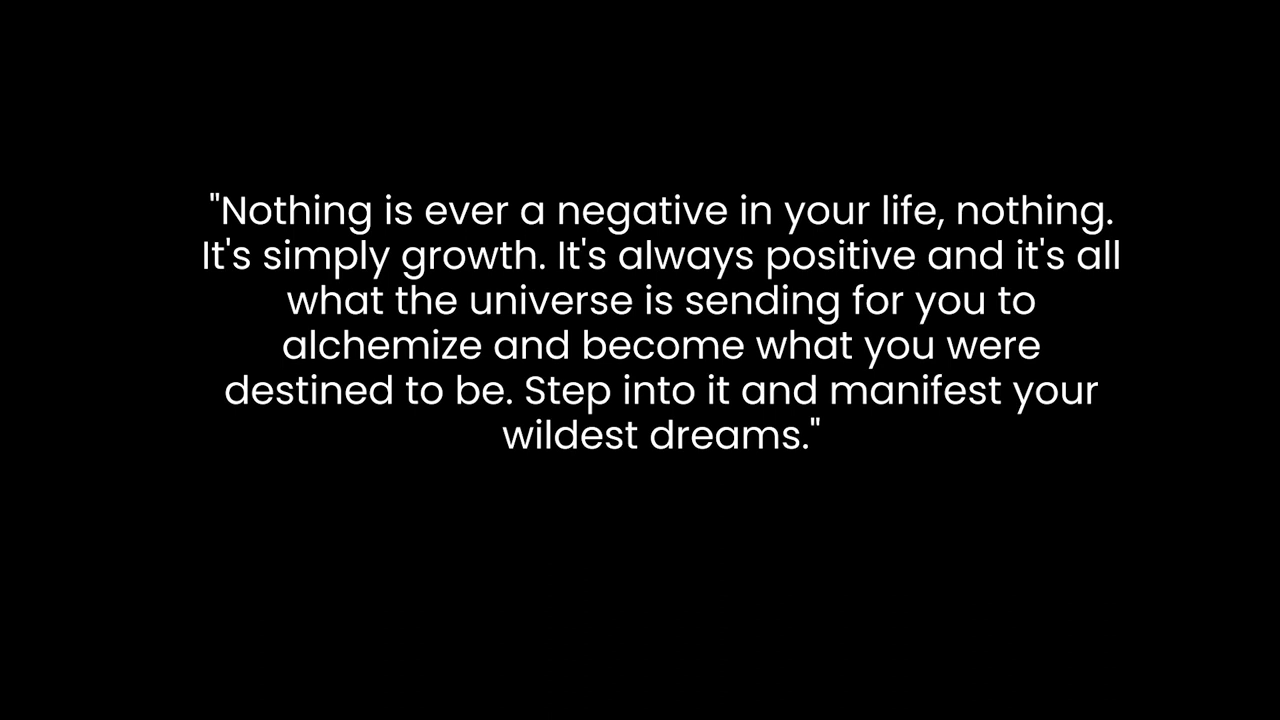 "Nothing is ever a negative in your life, nothing.
It's simply growth. It's always positive and it's all
what the universe is sending for you to
alchemize and become what you were
destined to be. Step into it and manifest your
wildest dreams."